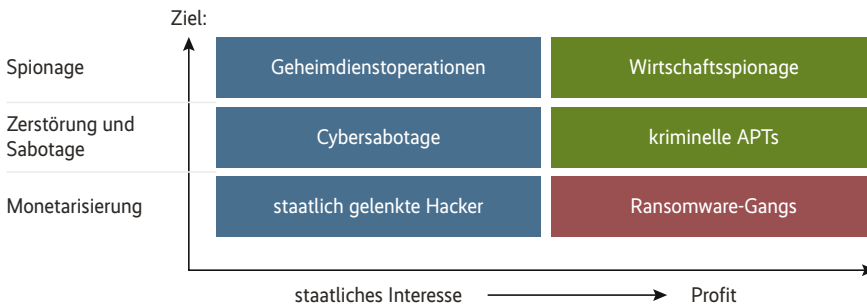 Ziel:
Spionage
Geheimdienstoperationen
Wirtschaftsspionage
Zerstörung und
Sabotage
Cybersabotage
kriminelle APTs
Monetarisierung
staatlich gelenkte Hacker
Ransomware-Gangs
staatliches Interesse
Profit